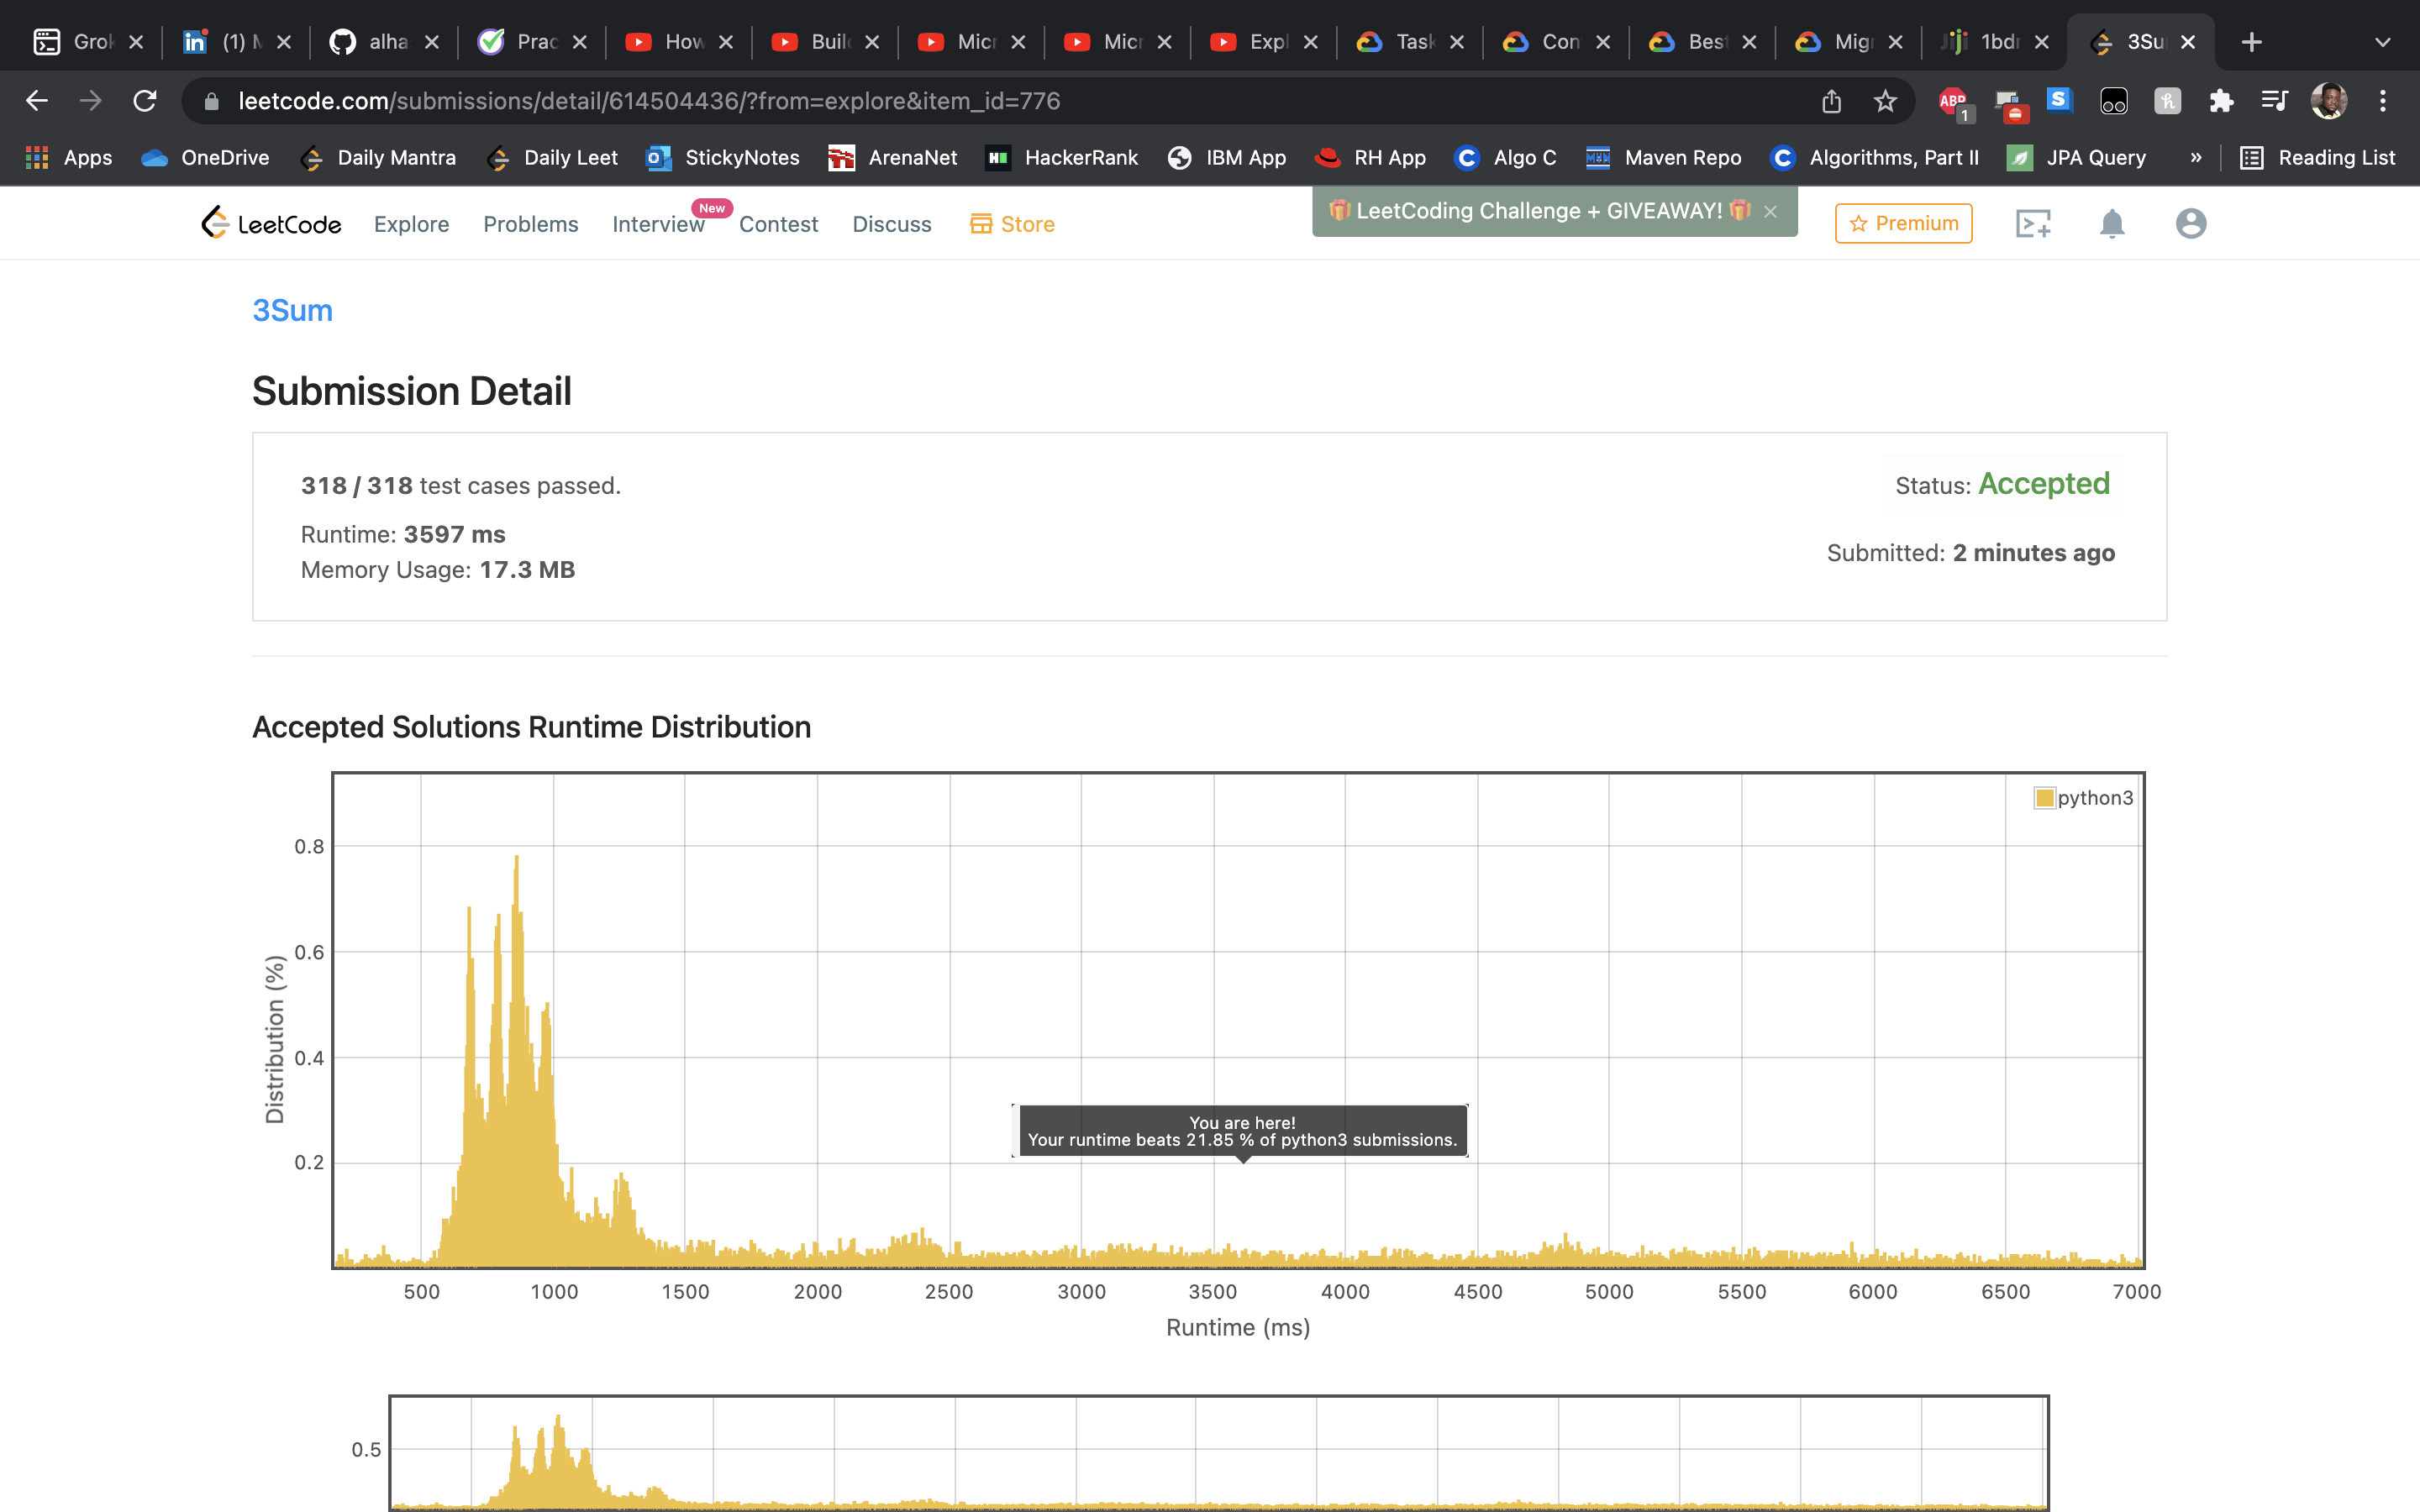 Grok
(1) M
alha
Prac
How
Build
Micr
Micr
Expl
Task
Con
Best
Migr
Jiji 1bdr
3Su
leetcode.com/submissions/detail/614504436/?from=explore&item_id=776
ABP
1
S
h
Apps
OneDrive
Daily Mantra
Daily Leet
StickyNotes
ArenaNet
HackerRank
IBM App
RH App
Algo C
Maven Repo
Algorithms, Part II
JPA Query
»
Reading List
LeetCode
Explore
Problems
Interview
New
Contest
Discuss
Store
🎁 LeetCoding Challenge + GIVEAWAY! 🎁 ×
Premium
3Sum
Submission Detail
318 / 318 test cases passed.
Status: Accepted
Runtime: 3597 ms
Submitted: 2 minutes ago
Memory Usage: 17.3 MB
Accepted Solutions Runtime Distribution
python3
0.8
0.6
0.4
0.2
Distribution (%)
You are here!
Your runtime beats 21.85 % of python3 submissions.
500 1000 1500 2000 2500 3000 3500 4000 4500 5000 5500 6000 6500 7000
Runtime (ms)
0.5